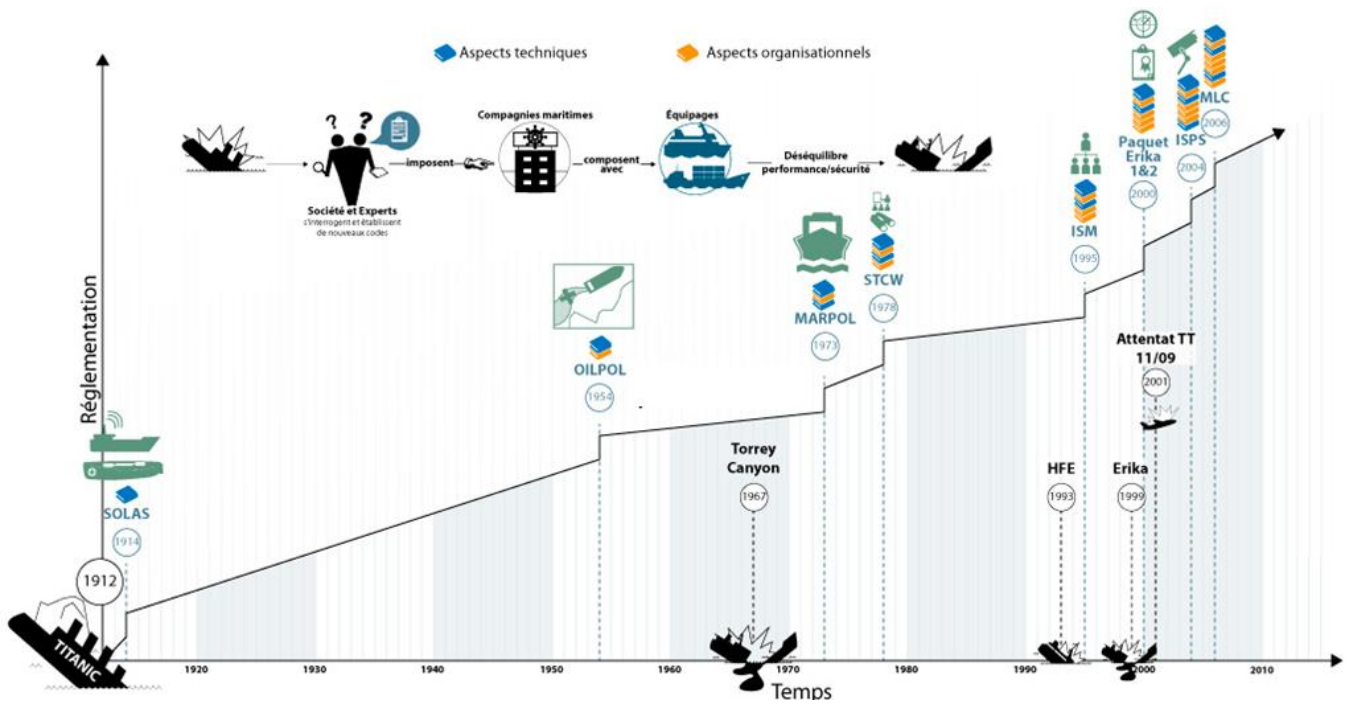 Aspects techniques
Aspects organisationnels
?
?
Société et Experts
s'interrogent et établissent
de nouveaux codes
imposent
Compagnies maritimes
composent
avec
Équipages
Déséquilibre
performance/sécurité
Réglementation
1912
TITANIC
SOLAS
1914
OILPOL
1954
Torrey
Canyon
1967
MARPOL
1973
STCW
1978
HFE
1993
ISM
1995
Erika
1999
Paquet
Erika
1&2
2000
Attentat TT
11/09
2001
ISPS
2004
MLC
2006
1920
1930
1940
1950
1960
1970
1980
1990
2000
2010
Temps